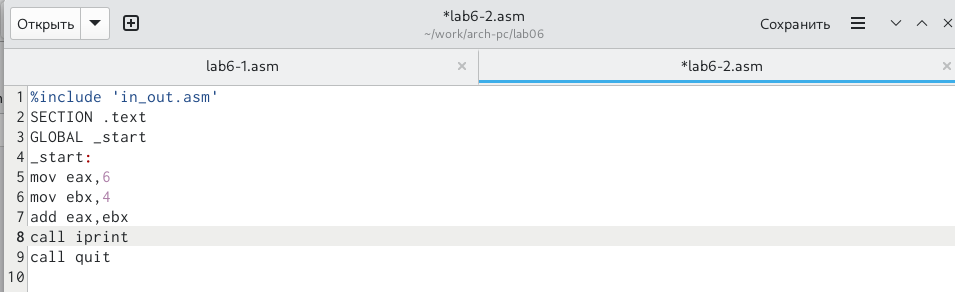 Открыть
*lab6-2.asm
~/work/arch-pc/lab06
Сохранить
lab6-1.asm
*lab6-2.asm
1 %include 'in_out.asm'
2 SECTION .text
3 GLOBAL _start
4 _start:
5 mov eax,6
6 mov ebx,4
7 add eax,ebx
8 call iprint
9 call quit
10